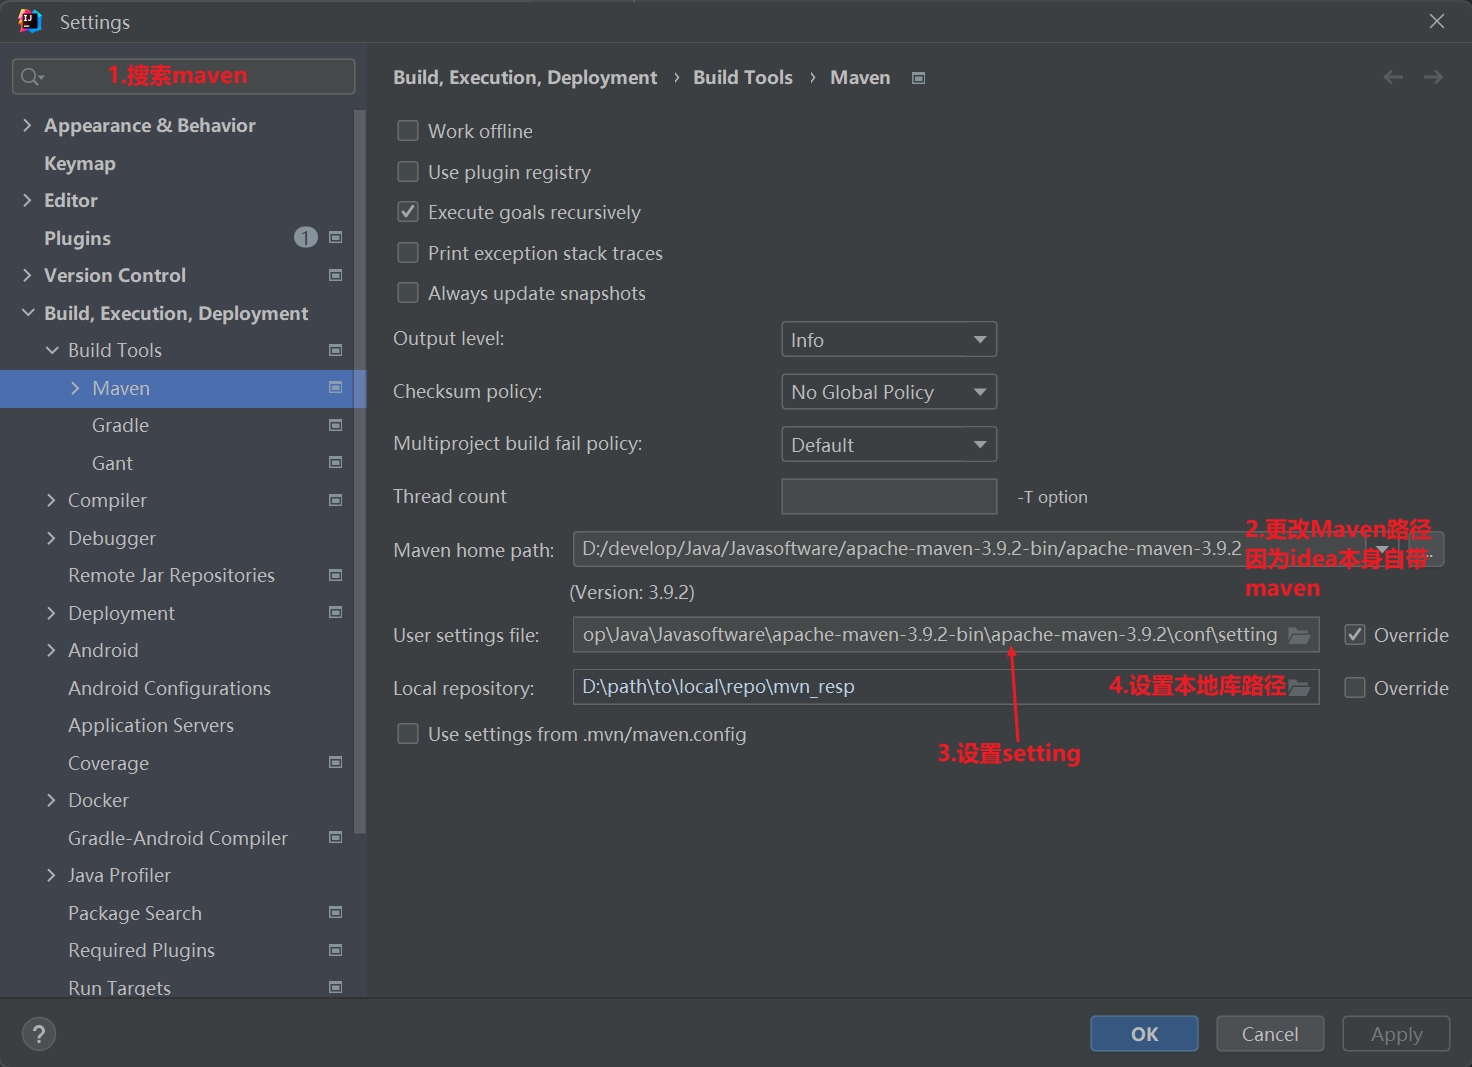 Settings
1.搜索maven
Appearance & Behavior
Keymap
Editor
Plugins
1
Version Control
Build, Execution, Deployment
Build Tools
Maven
Gradle
Gant
Compiler
Debugger
Remote Jar Repositories
Deployment
Android
Android Configurations
Application Servers
Coverage
Docker
Gradle-Android Compiler
Java Profiler
Package Search
Required Plugins
Run Targets
Build, Execution, Deployment › Build Tools › Maven
Work offline
Use plugin registry
Execute goals recursively
Print exception stack traces
Always update snapshots
Output level: Info
Checksum policy: No Global Policy
Multiproject build fail policy: Default
Thread count -T option
Maven home path: D:/develop/Java/Javasoftware/apache-maven-3.9.2-bin/apache-maven-3.9.2 ...
2.更改Maven路径
因为idea本身自带
maven
(Version: 3.9.2)
User settings file: op\Java\Javasoftware\apache-maven-3.9.2-bin\apache-maven-3.9.2\conf\setting Override
Local repository: D:\path\to\local\repo\mvn_resp 4.设置本地库路径 Override
Use settings from .mvn/maven.config
3.设置setting
? OK Cancel Apply